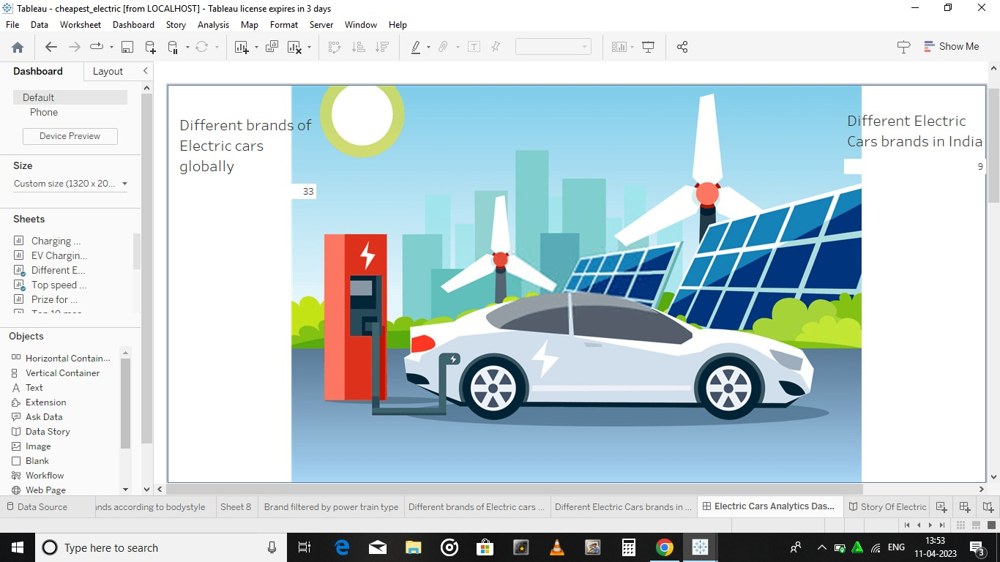 Tableau - cheapest_electric [from LOCALHOST] - Tableau license expires in 3 days
File Data Worksheet Dashboard Story Analysis Map Format Server Window Help
Show Me
Dashboard Layout
Default
Phone
Device Preview
Size
Custom size (1320 x 20...
Sheets
Charging ...
EV Chargin...
Different E...
Top speed ...
Prize for ...
Objects
Horizontal Contain...
Vertical Container
Text
Extension
Ask Data
Data Story
Image
Blank
Workflow
Web Page
Different brands of
Electric cars
globally
33
Different Electric
Cars brands in India
9
Data Source nds according to bodystyle Sheet 8 Brand filtered by power train type Different brands of Electric cars ... Different Electric Cars brands in ... Electric Cars Analytics Das... Story Of Electric
Type here to search
ENG
13:53
11-04-2023
3